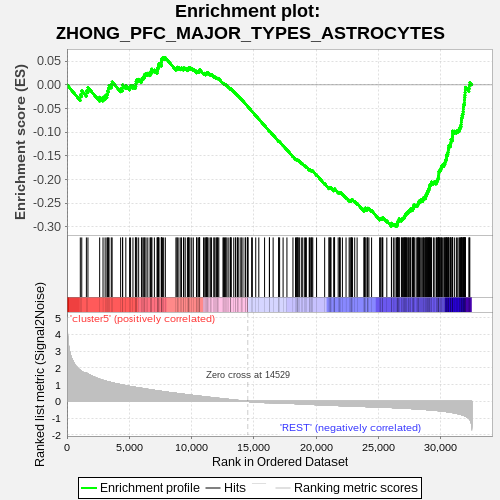 Enrichment plot:
ZHONG_PFC_MAJOR_TYPES_ASTROCYTES
Enrichment score (ES)
0.05
0.00
-0.05
-0.10
-0.15
-0.20
-0.25
-0.30
'cluster5' (positively correlated)
Ranked list metric (Signal2Noise)
5
4
3
2
1
0
-1
-2
Zero cross at 14529
'REST' (negatively correlated)
0
5,000
10,000
15,000
20,000
25,000
30,000
Rank in Ordered Dataset
Enrichment profile
Hits
Ranking metric scores